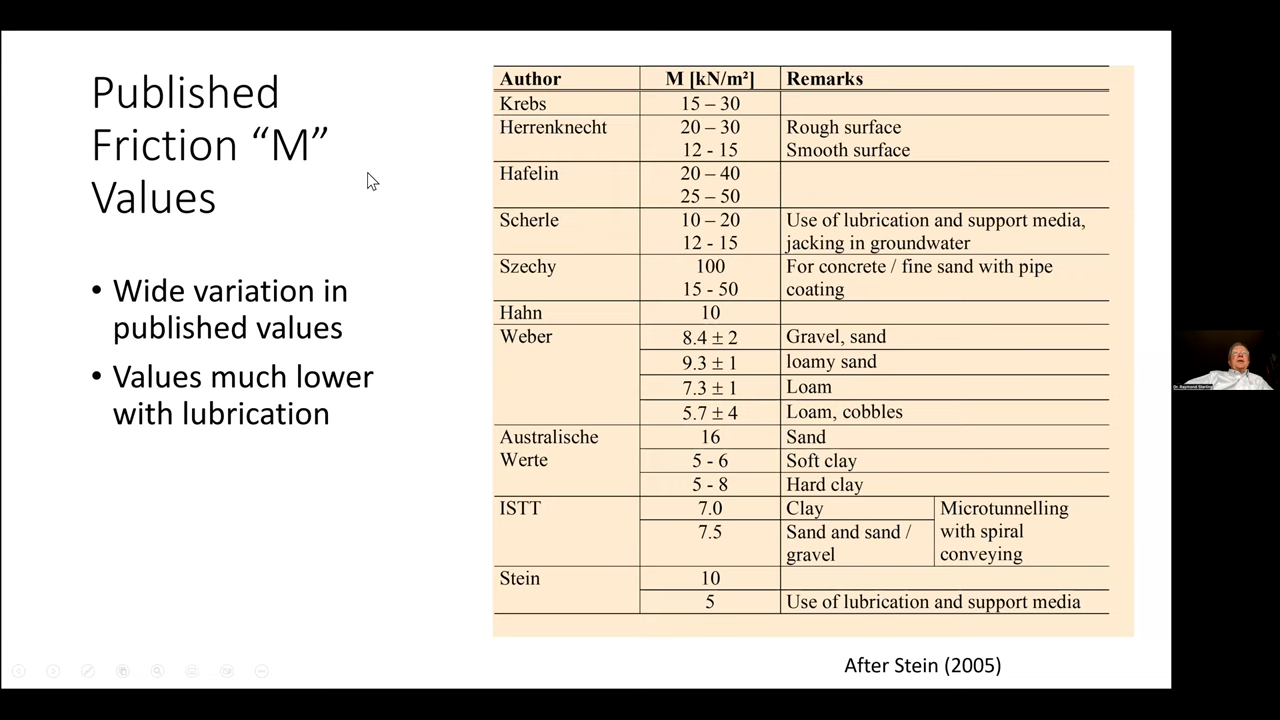 Published
Friction “M”
Values
• Wide variation in
published values
• Values much lower
with lubrication
Author M [kN/m²] Remarks
Krebs 15 – 30
Herrenknecht 20 – 30 Rough surface
12 - 15 Smooth surface
Hafelin 20 – 40
25 – 50
Scherle 10 – 20 Use of lubrication and support media,
12 - 15 jacking in groundwater
Szechy 100 For concrete / fine sand with pipe
15 - 50 coating
Hahn 10
Weber 8.4 ± 2 Gravel, sand
9.3 ± 1 loamy sand
7.3 ± 1 Loam
5.7 ± 4 Loam, cobbles
Australische 16 Sand
Werte 5 - 6 Soft clay
5 - 8 Hard clay
ISTT 7.0 Clay Microtunnelling
7.5 Sand and sand / with spiral
gravel conveying
Stein 10
5 Use of lubrication and support media
After Stein (2005)